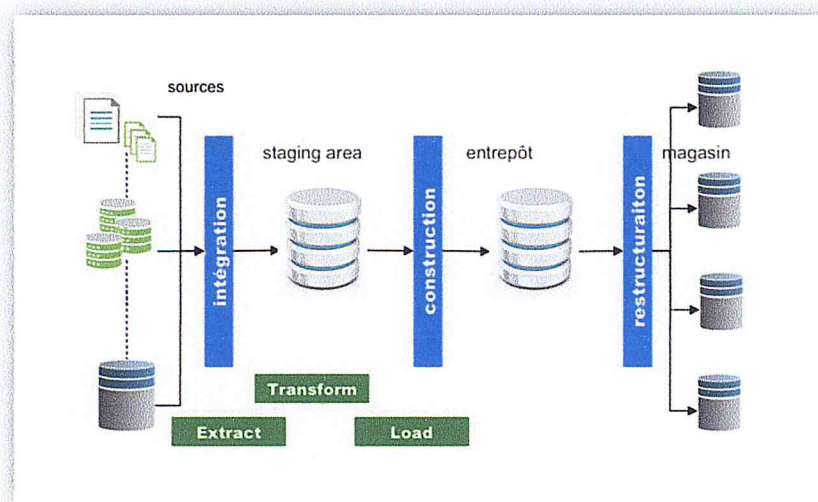 sources
staging area
entrepôt
magasin
intégration
construction
restructuraiton
Transform
Extract
Load